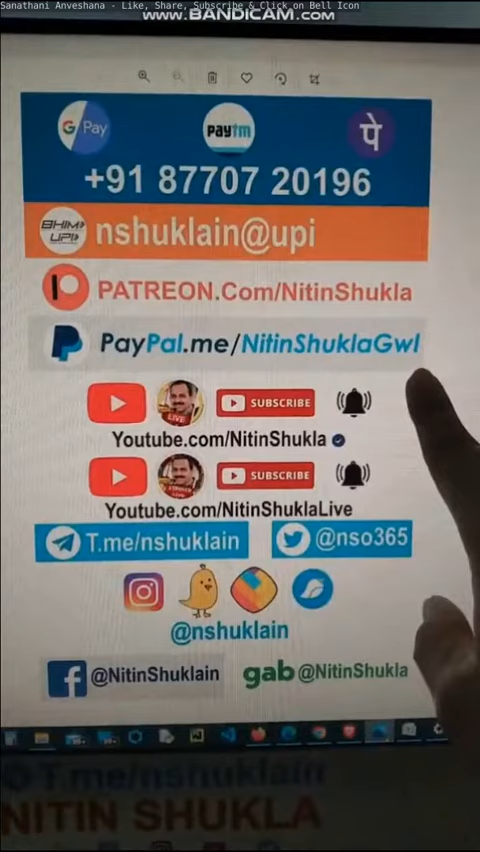 Sanathani Anveshana - Like, Share, Subscribe & Click on Bell Icon
WWW.BANDICAM.COM
G Pay paytm पे
+91 87707 20196
BHIM UPI nshuklain@upi
PATREON.Com/NitinShukla
PayPal.me/NitinShuklaGwl
LIVE SUBSCRIBE
Youtube.com/NitinShukla
SUBSCRIBE
Youtube.com/NitinShuklaLive
T.me/nshuklain @nso365
@nshuklain
@NitinShuklain gab @NitinShukla
T.me/nshuklain
NITIN SHUKLA